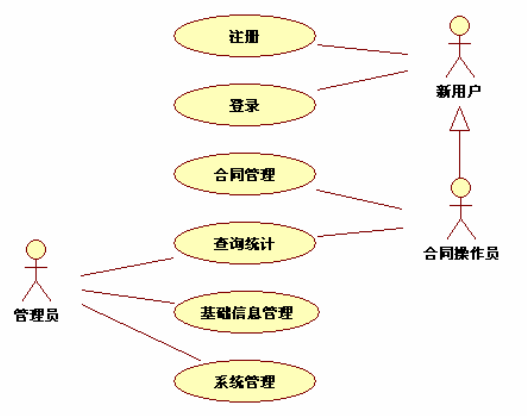 注册
新用户
登录
合同管理
查询统计
合同操作员
管理员
基础信息管理
系统管理